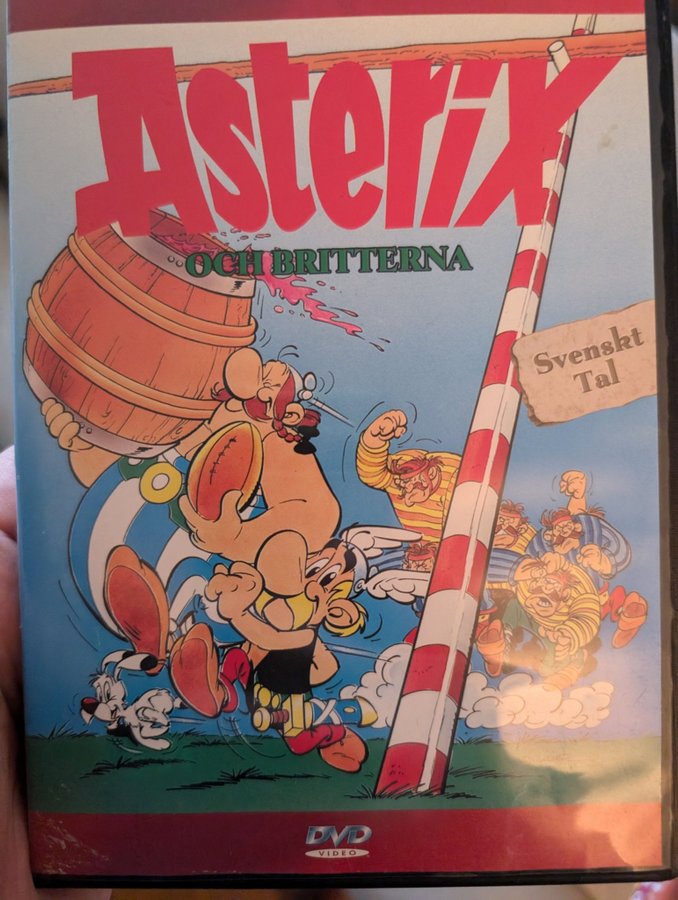 Asterix
OCH BRITTERNA
Svenskt
Tal
DVD
VIDEO